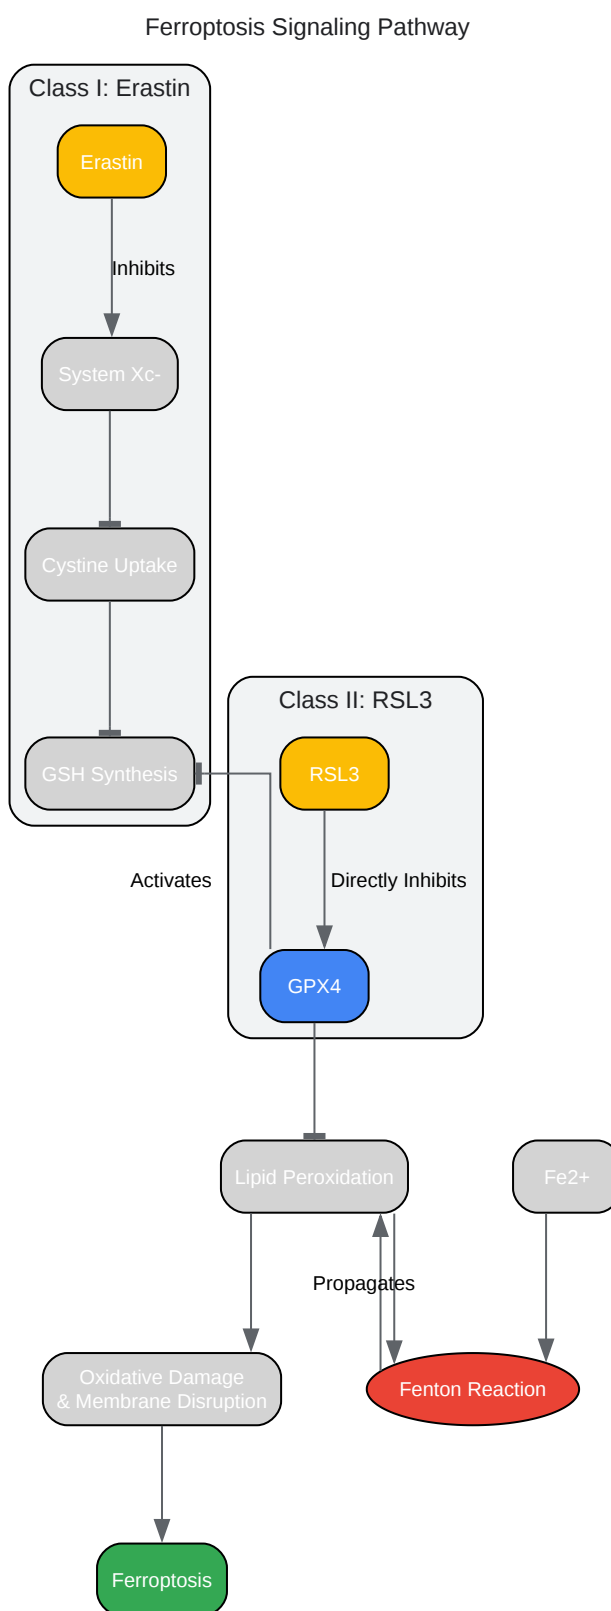 Ferroptosis Signaling Pathway
Class I: Erastin
Erastin
Inhibits
System Xc-
Cystine Uptake
Class II: RSL3
GSH Synthesis
RSL3
Activates
Directly Inhibits
GPX4
Lipid Peroxidation
Fe2+
Propagates
Oxidative Damage
& Membrane Disruption
Fenton Reaction
Ferroptosis